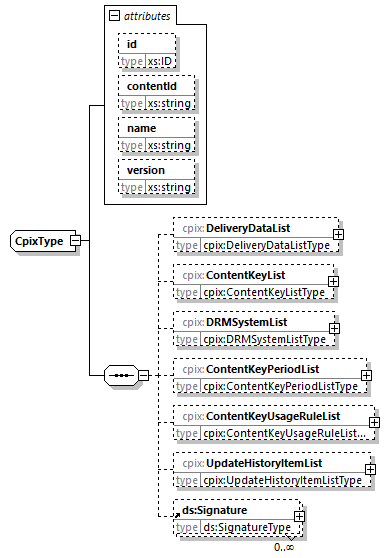 attributes
id
type xs:ID
contentId
type xs:string
name
type xs:string
version
type xs:string
CpixType
cpix:DeliveryDataList
type cpix:DeliveryDataListType
cpix:ContentKeyList
type cpix:ContentKeyListType
cpix:DRMSystemList
type cpix:DRMSystemListType
cpix:ContentKeyPeriodList
type cpix:ContentKeyPeriodListType
cpix:ContentKeyUsageRuleList
type cpix:ContentKeyUsageRuleList...
cpix:UpdateHistoryItemList
type cpix:UpdateHistoryItemListType
ds:Signature
type ds:SignatureType
0..∞